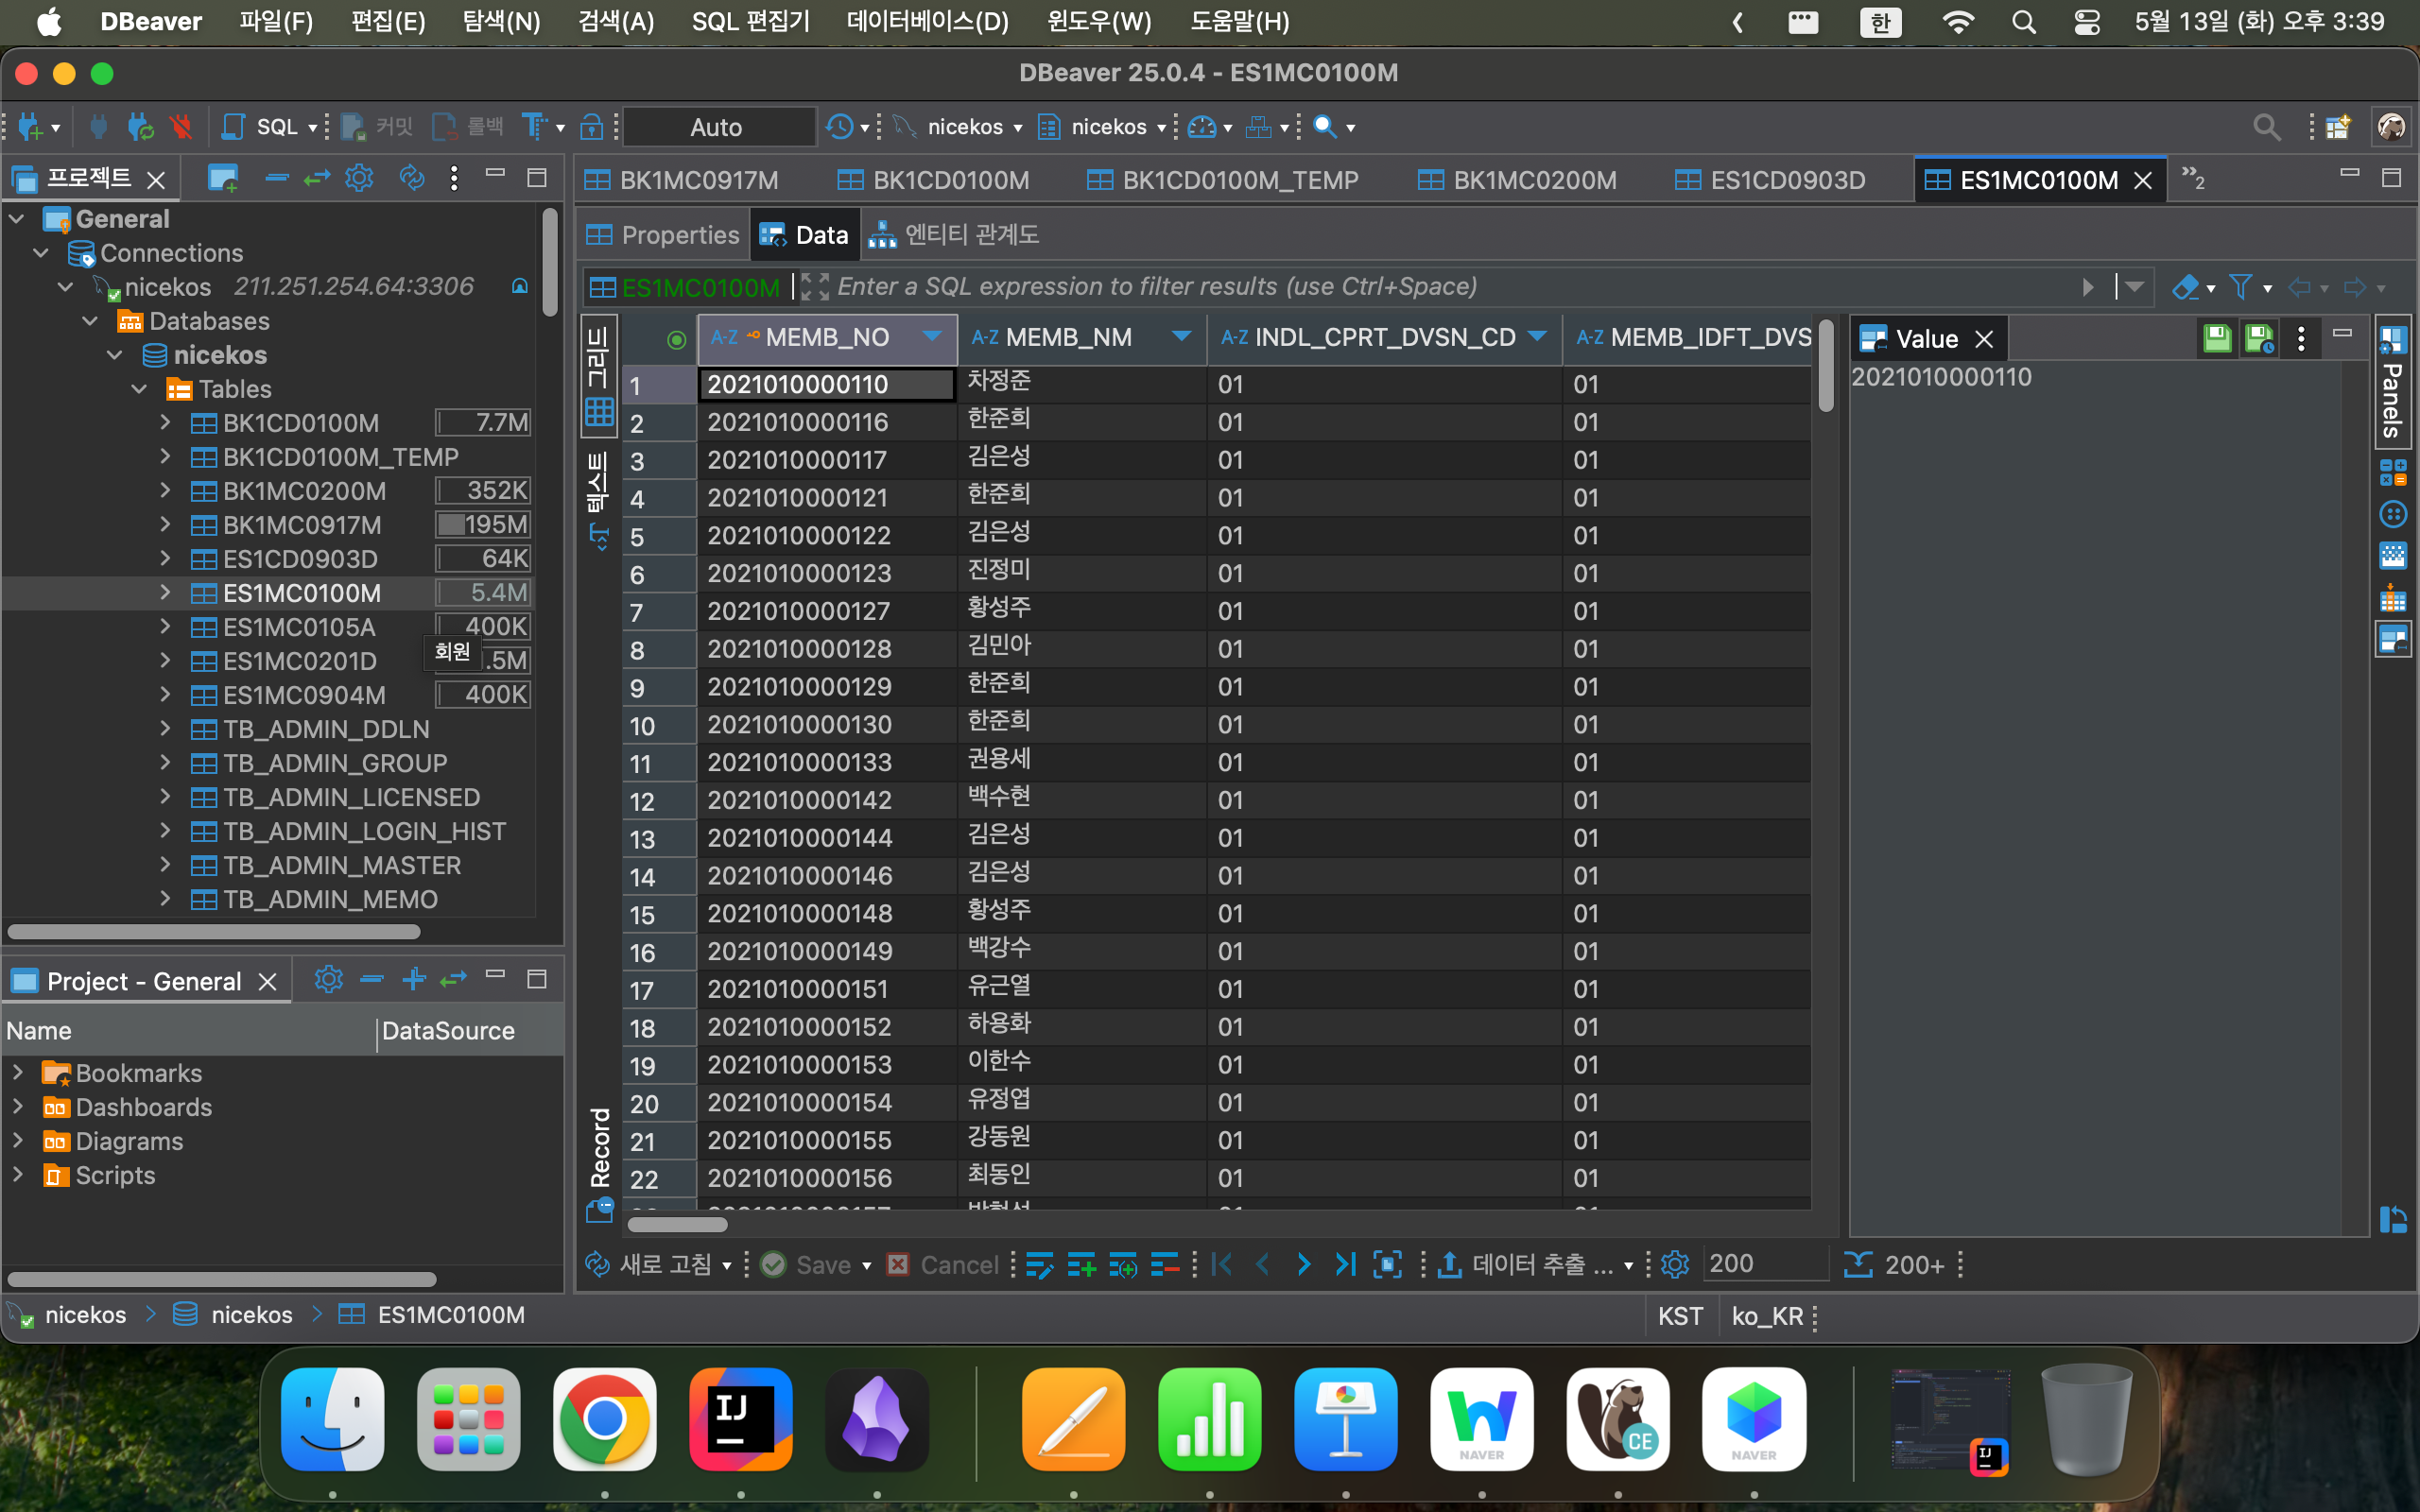 DBeaver 파일(F) 편집(E) 탐색(N) 검색(A) SQL 편집기 데이터베이스(D) 윈도우(W) 도움말(H) 한 5월 13일 (화) 오후 3:39
DBeaver 25.0.4 - ES1MC0100M
SQL 커밋 롤백 Auto nicekos nicekos
프로젝트
General
Connections
nicekos 211.251.254.64:3306
Databases
nicekos
Tables
BK1CD0100M 7.7M
BK1CD0100M_TEMP
BK1MC0200M 352K
BK1MC0917M 195M
ES1CD0903D 64K
ES1MC0100M 5.4M
ES1MC0105A 400K
ES1MC0201D .5M
회원
ES1MC0904M 400K
TB_ADMIN_DDLN
TB_ADMIN_GROUP
TB_ADMIN_LICENSED
TB_ADMIN_LOGIN_HIST
TB_ADMIN_MASTER
TB_ADMIN_MEMO
Project - General
Name DataSource
Bookmarks
Dashboards
Diagrams
Scripts
BK1MC0917M BK1CD0100M BK1CD0100M_TEMP BK1MC0200M ES1CD0903D ES1MC0100M »2
Properties Data 엔티티 관계도
ES1MC0100M Enter a SQL expression to filter results (use Ctrl+Space)
그리드
텍스트
Record
A-Z MEMB_NO A-Z MEMB_NM A-Z INDL_CPRT_DVSN_CD A-Z MEMB_IDFT_DVS
1 2021010000110 차정준 01 01
2 2021010000116 한준희 01 01
3 2021010000117 김은성 01 01
4 2021010000121 한준희 01 01
5 2021010000122 김은성 01 01
6 2021010000123 진정미 01 01
7 2021010000127 황성주 01 01
8 2021010000128 김민아 01 01
9 2021010000129 한준희 01 01
10 2021010000130 한준희 01 01
11 2021010000133 권용세 01 01
12 2021010000142 백수현 01 01
13 2021010000144 김은성 01 01
14 2021010000146 김은성 01 01
15 2021010000148 황성주 01 01
16 2021010000149 백강수 01 01
17 2021010000151 유근열 01 01
18 2021010000152 하용화 01 01
19 2021010000153 이한수 01 01
20 2021010000154 유정엽 01 01
21 2021010000155 강동원 01 01
22 2021010000156 최동인 01 01
Value
2021010000110
Panels
새로 고침 Save Cancel 데이터 추출 ... 200 200+
nicekos nicekos ES1MC0100M KST ko_KR
IJ NAVER CE NAVER IJ